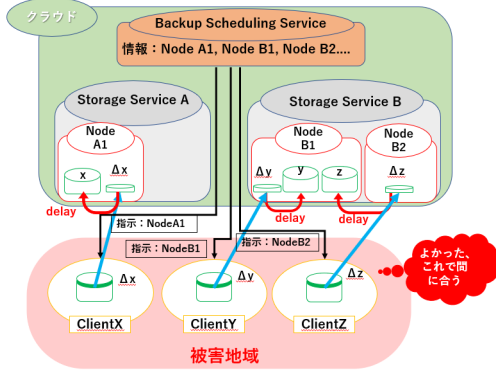 クラウド
Backup Scheduling Service
情報：Node A1, Node B1, Node B2....
Storage Service A
Storage Service B
Node
A1
Node
B1
Node
B2
x
Δx
Δy
y
z
Δz
delay
delay
delay
指示：NodeA1
指示：NodeB1
指示：NodeB2
よかった、
これで間
に合う
Δx
Δy
Δz
ClientX
ClientY
ClientZ
被害地域